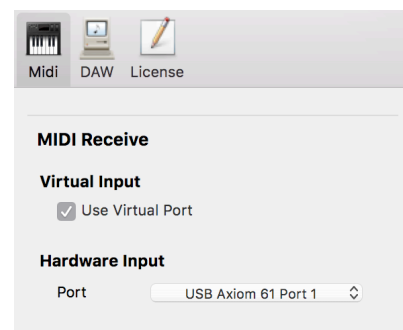 Midi DAW License
MIDI Receive
Virtual Input
Use Virtual Port
Hardware Input
Port USB Axiom 61 Port 1